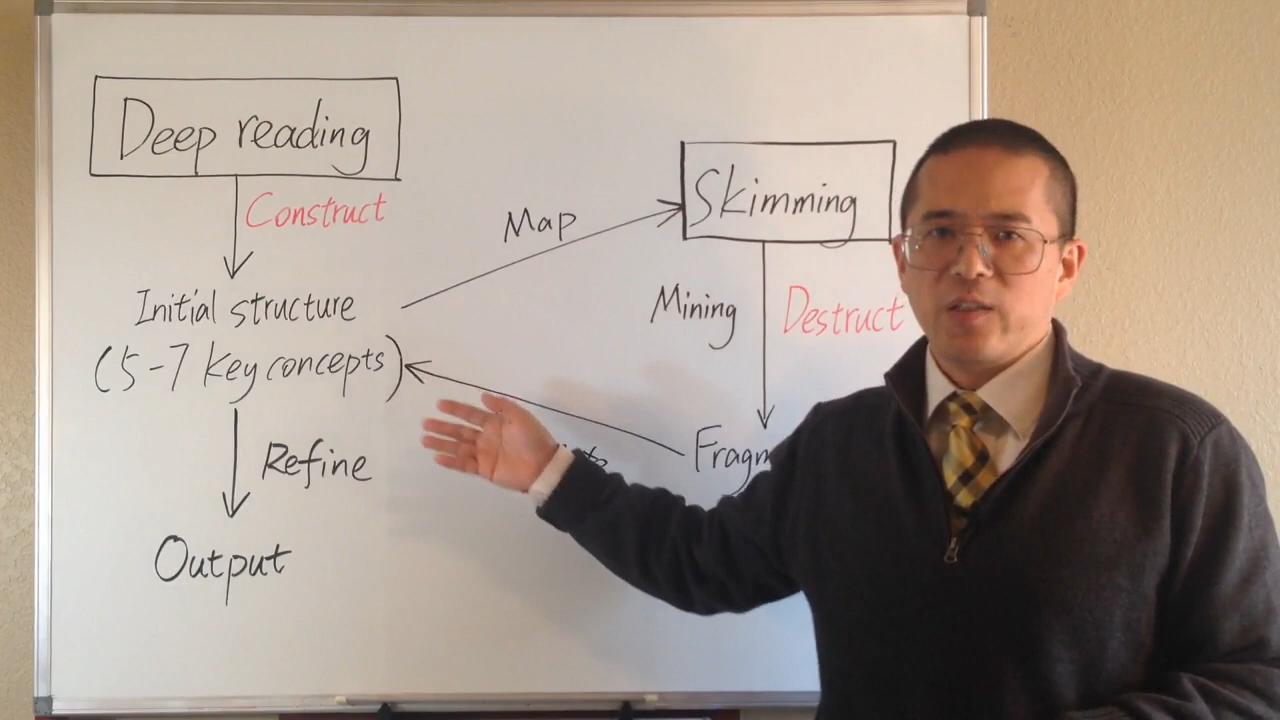 Deep reading
Construct
Initial structure
(5-7 key concepts)
Refine
Output
Map
Skimming
Mining
Destruct